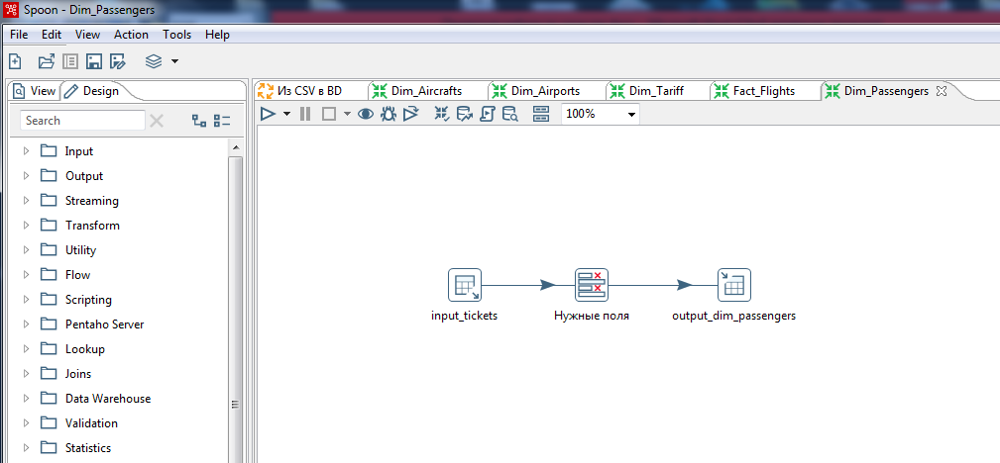 Spoon - Dim_Passengers
File Edit View Action Tools Help
View Design
Из CSV в BD Dim_Aircrafts Dim_Airports Dim_Tariff Fact_Flights Dim_Passengers
Search
100%
Input
Output
Streaming
Transform
Utility
Flow
Scripting
Pentaho Server
Lookup
Joins
Data Warehouse
Validation
Statistics
input_tickets Нужные поля output_dim_passengers